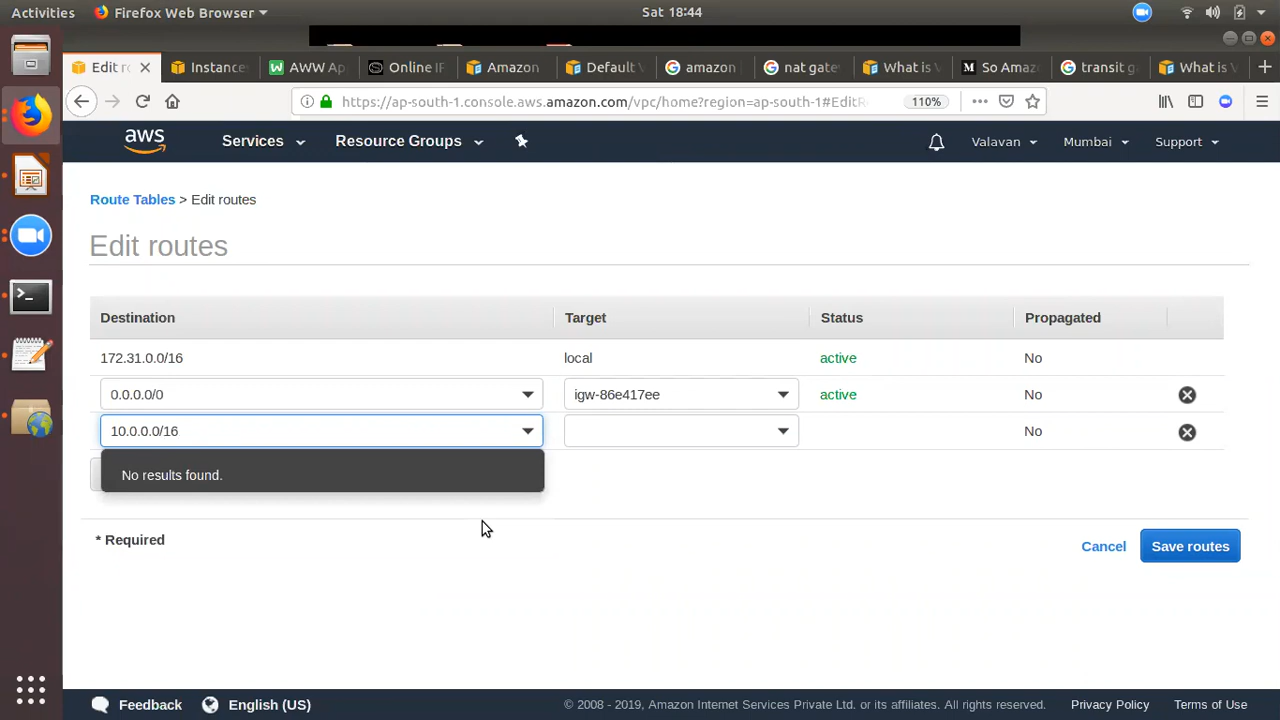 Activities
Firefox Web Browser
Sat 18:44
Edit ro
Instances
AWW Ap
Online IF
Amazon
Default V
amazon
nat gate
What is V
So Amaz
transit g
What is V
https://ap-south-1.console.aws.amazon.com/vpc/home?region=ap-south-1#EditRo
110%
aws
Services
Resource Groups
Valavan
Mumbai
Support
Route Tables > Edit routes
Edit routes
Destination Target Status Propagated
172.31.0.0/16 local active No
0.0.0.0/0 igw-86e417ee active No
10.0.0.0/16 No
No results found.
* Required
Cancel
Save routes
Feedback
English (US)
© 2008 - 2019, Amazon Internet Services Private Ltd. or its affiliates. All rights reserved.
Privacy Policy
Terms of Use